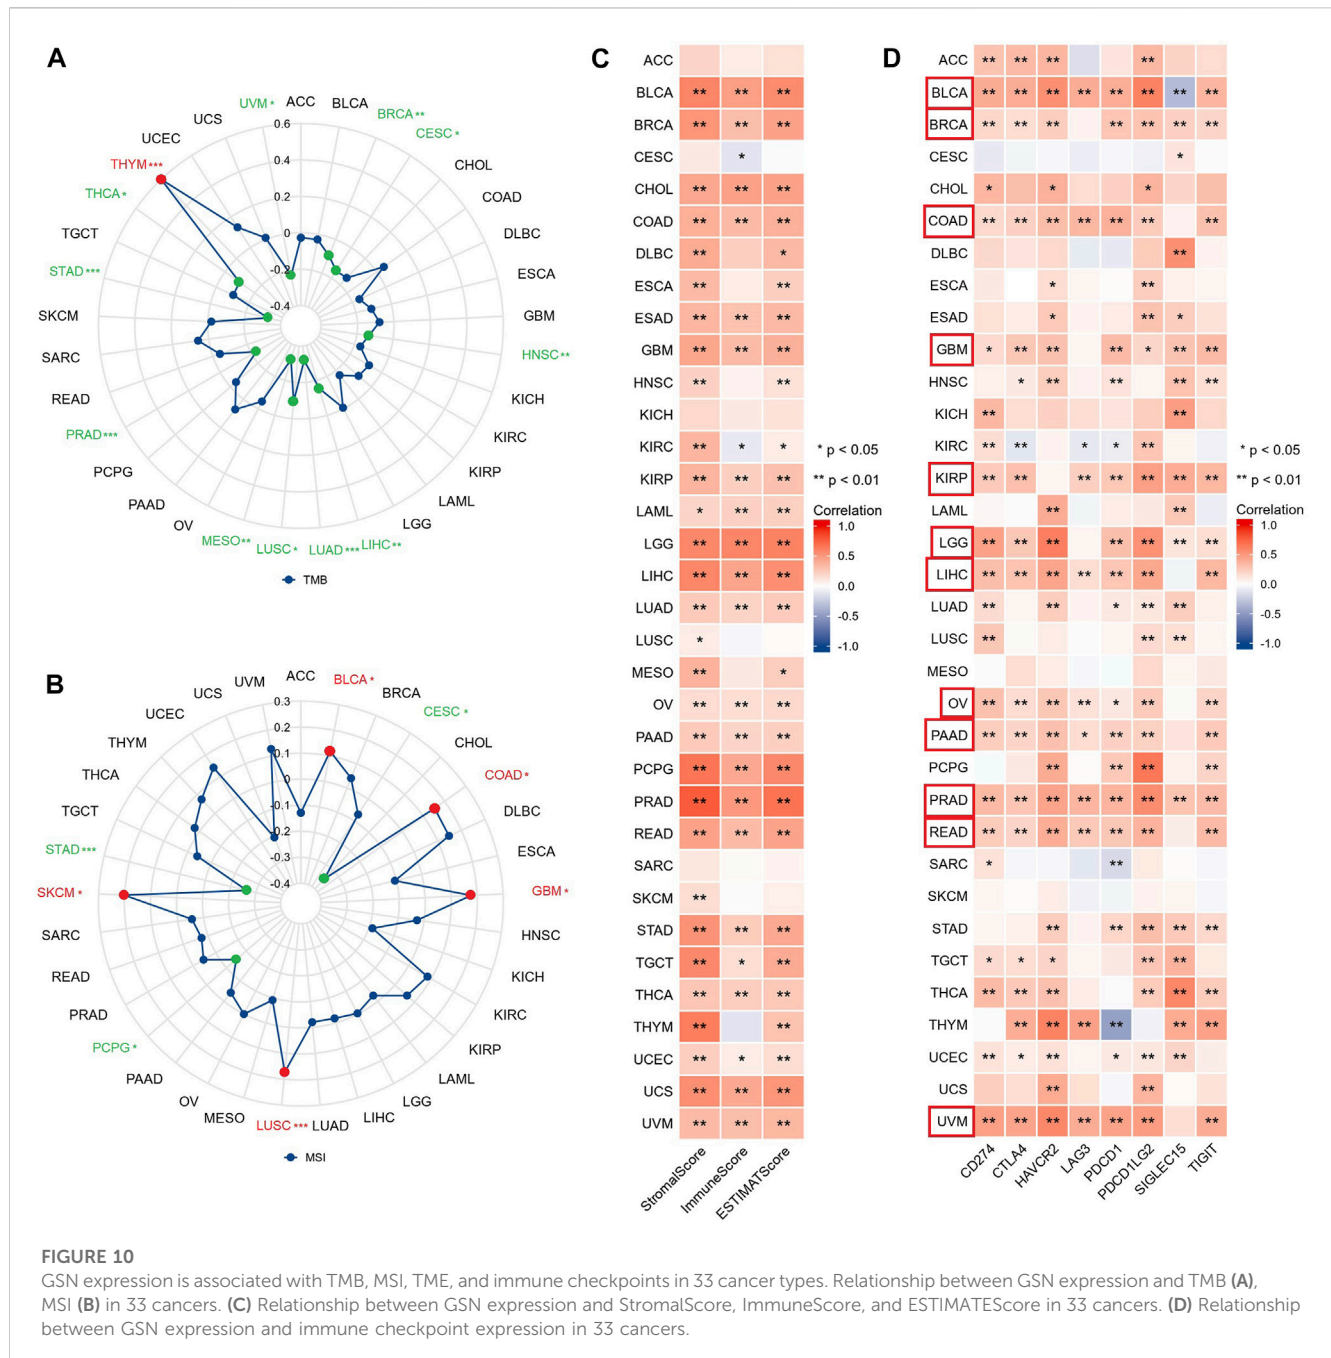 A
ACC
BLCA
BRCA **
CESC *
CHOL
COAD
DLBC
ESCA
GBM
HNSC **
KICH
KIRC
KIRP
LAML
LGG
LIHC **
LUAD ***
LUSC *
MESO **
OV
PAAD
PCPG
PRAD ***
READ
SARC
SKCM
STAD ***
TGCT
THCA *
THYM ***
UCEC
UCS
UVM *
0.6
0.4
0.2
0
-0.2
-0.4
TMB
B
ACC
BLCA *
BRCA
CESC *
CHOL
COAD *
DLBC
ESCA
GBM *
HNSC
KICH
KIRC
KIRP
LAML
LGG
LIHC
LUAD
LUSC ***
MESO
OV
PAAD
PCPG *
PRAD
READ
SARC
SKCM *
STAD ***
TGCT
THCA
THYM
UCEC
UCS
UVM
0.3
0.2
0.1
0
-0.1
-0.2
-0.3
-0.4
MSI
C
ACC
BLCA ** ** **
BRCA ** ** **
CESC *
CHOL ** ** **
COAD ** ** **
DLBC ** *
ESCA ** **
ESAD ** ** **
GBM ** ** **
HNSC ** **
KICH
KIRC ** * *
KIRP ** ** **
LAML * ** **
LGG ** ** **
LIHC ** ** **
LUAD ** ** **
LUSC *
MESO ** *
OV ** ** **
PAAD ** ** **
PCPG ** ** **
PRAD ** ** **
READ ** ** **
SARC
SKCM **
STAD ** ** **
TGCT ** * **
THCA ** ** **
THYM ** **
UCEC ** * **
UCS ** ** **
UVM ** ** **
StromalScore
ImmuneScore
ESTIMATScore
* p < 0.05
** p < 0.01
Correlation
1.0
0.5
0.0
-0.5
-1.0
D
ACC ** ** ** **
BLCA ** ** ** ** ** ** ** **
BRCA ** ** ** ** ** ** **
CESC *
CHOL * * *
COAD ** ** ** ** ** ** **
DLBC **
ESCA * **
ESAD * ** *
GBM * ** ** ** * ** **
HNSC * ** ** ** **
KICH ** **
KIRC ** ** * * **
KIRP ** ** ** ** ** ** **
LAML ** **
LGG ** ** ** ** ** ** **
LIHC ** ** ** ** ** ** **
LUAD ** ** * ** **
LUSC ** ** **
MESO
OV ** ** ** ** * ** **
PAAD ** ** ** * ** ** **
PCPG ** ** ** **
PRAD ** ** ** ** ** ** ** **
READ ** ** ** ** ** ** **
SARC * **
SKCM
STAD ** ** ** ** **
TGCT * * * ** **
THCA ** ** ** ** ** **
THYM ** ** ** ** ** **
UCEC ** * ** * ** **
UCS ** **
UVM ** ** ** ** ** ** **
CD274
CTLA4
HAVCR2
LAG3
PDCD1
PDCD1LG2
SIGLEC15
TIGIT
* p < 0.05
** p < 0.01
Correlation
1.0
0.5
0.0
-0.5
-1.0
FIGURE 10
GSN expression is associated with TMB, MSI, TME, and immune checkpoints in 33 cancer types. Relationship between GSN expression and TMB (A),
MSI (B) in 33 cancers. (C) Relationship between GSN expression and StromalScore, ImmuneScore, and ESTIMATEScore in 33 cancers. (D) Relationship
between GSN expression and immune checkpoint expression in 33 cancers.